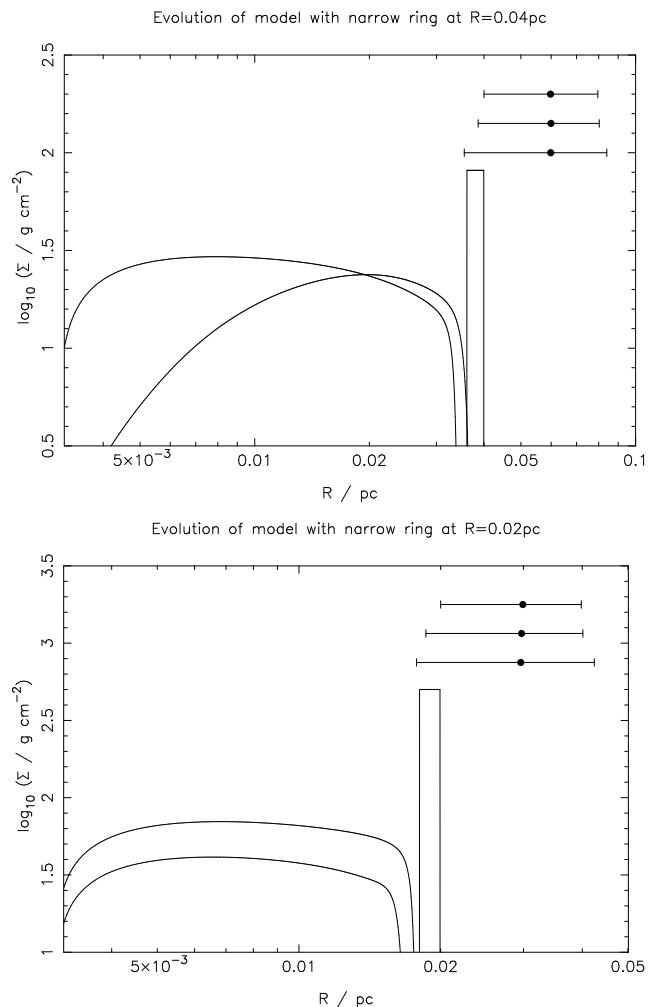 Evolution of model with narrow ring at R=0.04pc
2.5
2
1.5
1
0.5
log₁₀ (Σ / g cm⁻²)
5×10⁻³ 0.01 0.02 0.05 0.1
R / pc
Evolution of model with narrow ring at R=0.02pc
3.5
3
2.5
2
1.5
1
log₁₀ (Σ / g cm⁻²)
5×10⁻³ 0.01 0.02 0.05
R / pc